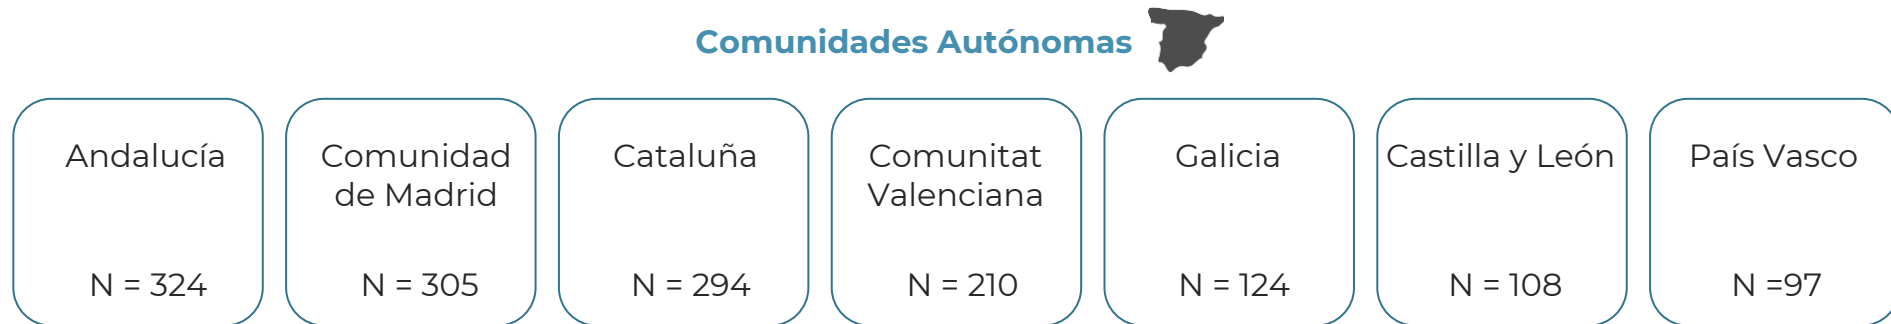 Comunidades Autónomas
Andalucía
N = 324
Comunidad
de Madrid
N = 305
Cataluña
N = 294
Comunitat
Valenciana
N = 210
Galicia
N = 124
Castilla y León
N = 108
País Vasco
N =97